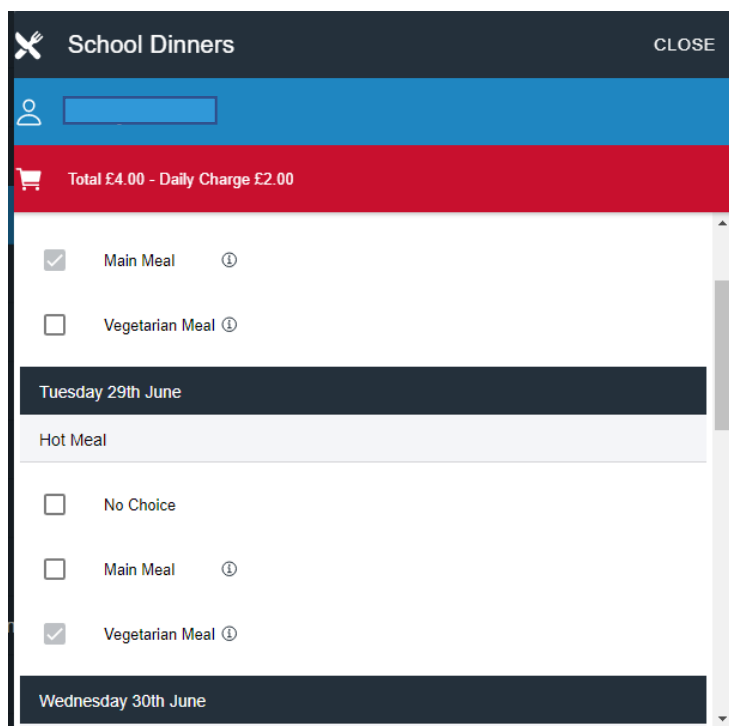 School Dinners CLOSE
Total £4.00 - Daily Charge £2.00
Main Meal
Vegetarian Meal
Tuesday 29th June
Hot Meal
No Choice
Main Meal
Vegetarian Meal
Wednesday 30th June